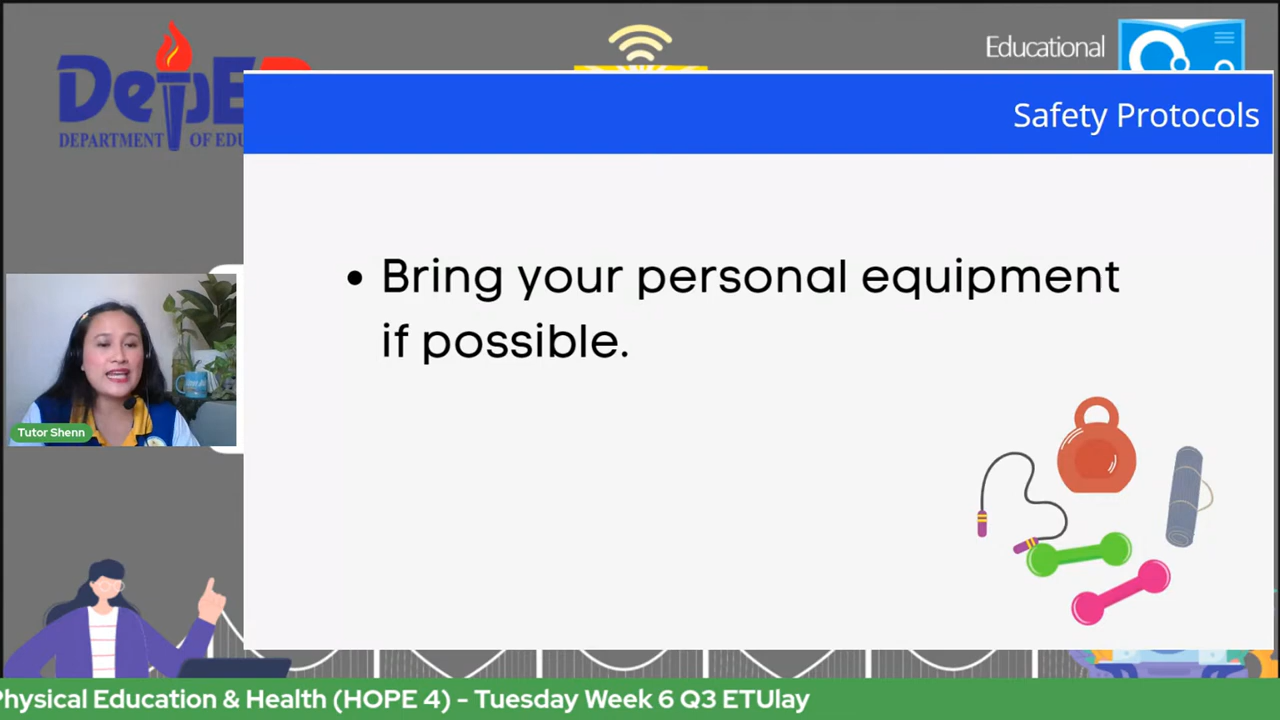 DepE
DEPARTMENT OF EDU
Educational
Safety Protocols
• Bring your personal equipment
if possible.
Tutor Shenn
Physical Education & Health (HOPE 4) - Tuesday Week 6 Q3 ETUlay